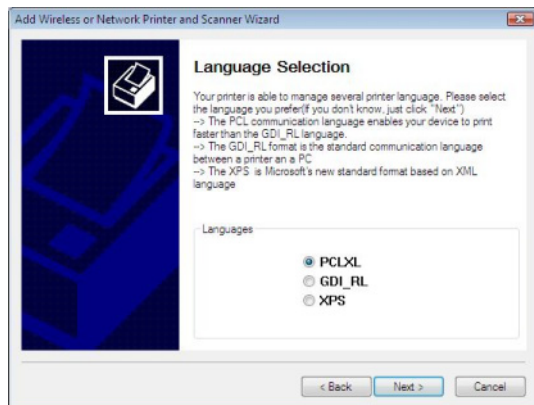 Add Wireless or Network Printer and Scanner Wizard
Language Selection
Your printer is able to manage several printer language. Please select
the language you prefer(if you don't know, just click "Next")
--> The PCL communication language enables your device to print
faster than the GDI_RL language.
--> The GDI_RL format is the standard communication language
between a printer an a PC
--> The XPS is Microsoft's new standard format based on XML
language
Languages
PCLXL
GDI_RL
XPS
< Back
Next >
Cancel